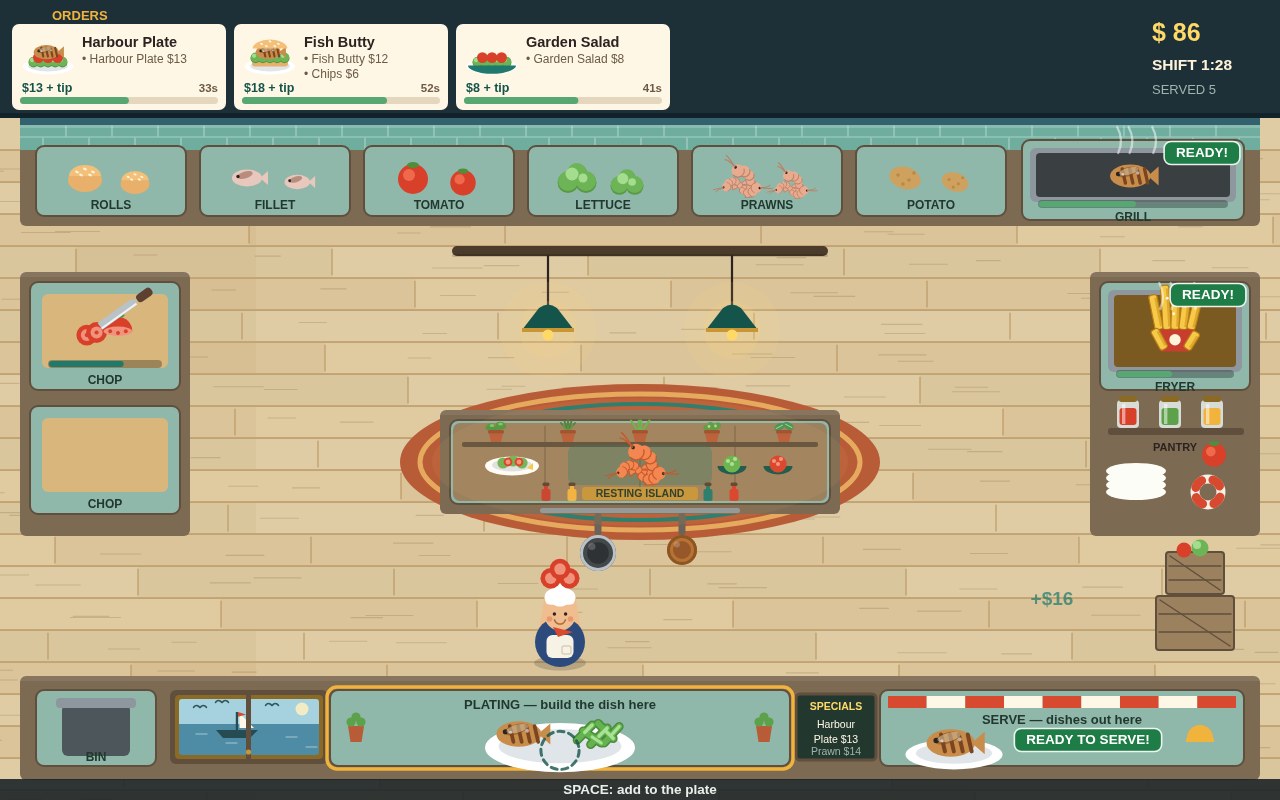 ORDERS
Harbour Plate
• Harbour Plate $13
$13 + tip
33s
Fish Butty
• Fish Butty $12
• Chips $6
$18 + tip
52s
Garden Salad
• Garden Salad $8
$8 + tip
41s
$ 86
SHIFT 1:28
SERVED 5
ROLLS
FILLET
TOMATO
LETTUCE
PRAWNS
POTATO
READY!
GRILL
CHOP
CHOP
READY!
FRYER
PANTRY
RESTING ISLAND
+$16
BIN
PLATING — build the dish here
SPECIALS
Harbour
Plate $13
Prawn $14
SERVE — dishes out here
READY TO SERVE!
SPACE: add to the plate